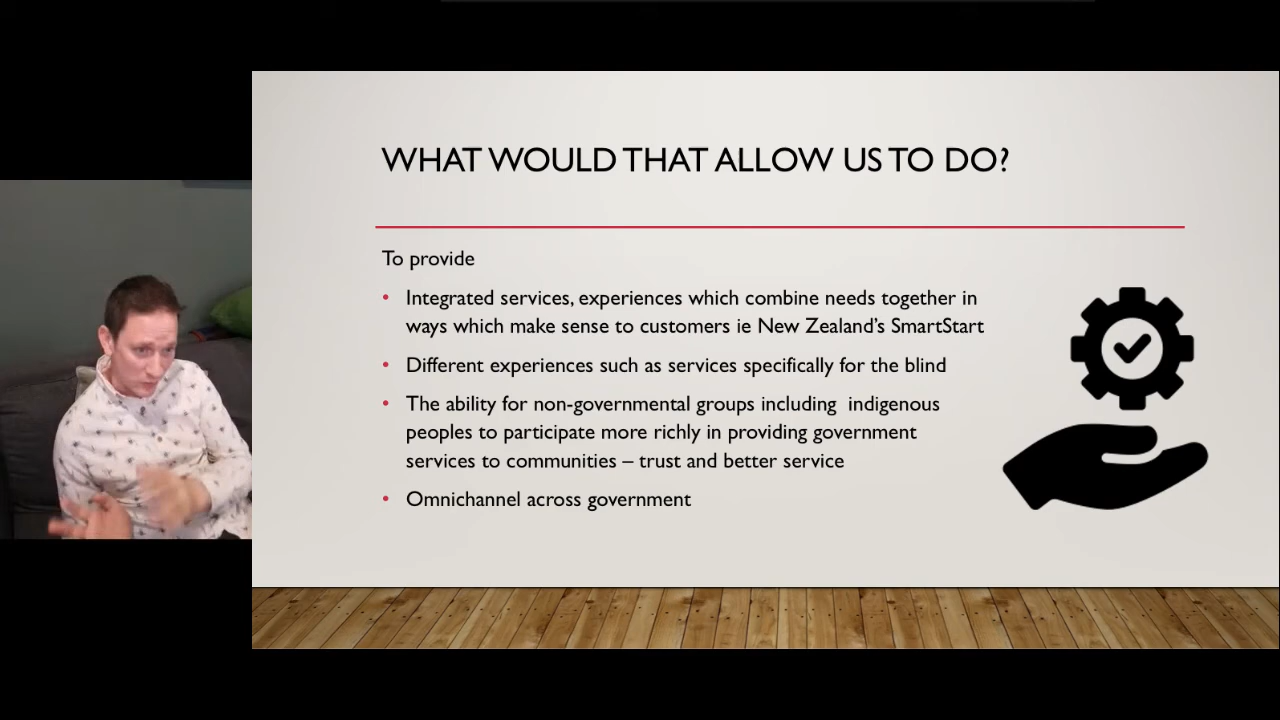 WHAT WOULD THAT ALLOW US TO DO?
To provide
• Integrated services, experiences which combine needs together in
ways which make sense to customers ie New Zealand's SmartStart
• Different experiences such as services specifically for the blind
• The ability for non-governmental groups including  indigenous
peoples to participate more richly in providing government
services to communities – trust and better service
• Omnichannel across government